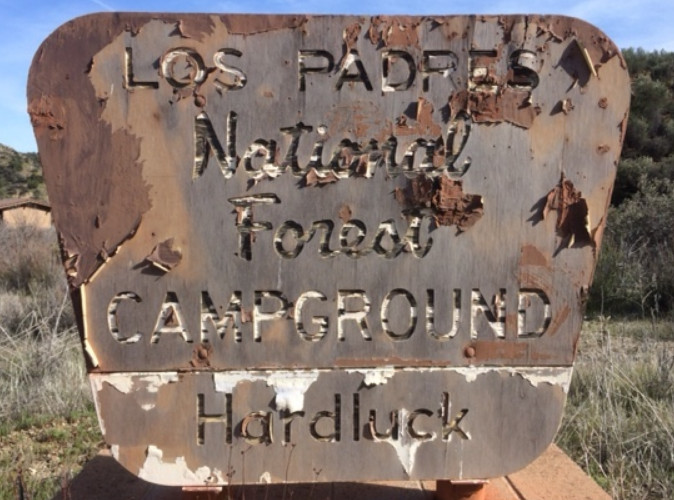 LOS PADRES
National
Forest
CAMPGROUND
Hardluck